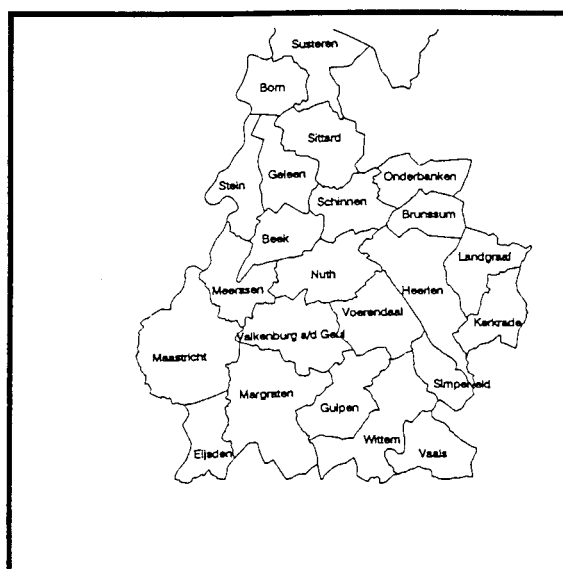 Susteren
Born
Sittard
Geleen
Onderbanken
Stein
Schinnen
Brunssum
Beek
Landgraaf
Nuth
Meerssen
Heerlen
Voerendaal
Kerkrade
Valkenburg a/d Geul
Maastricht
Simpelveld
Margraten
Gulpen
Wittem
Eijsden
Vaals